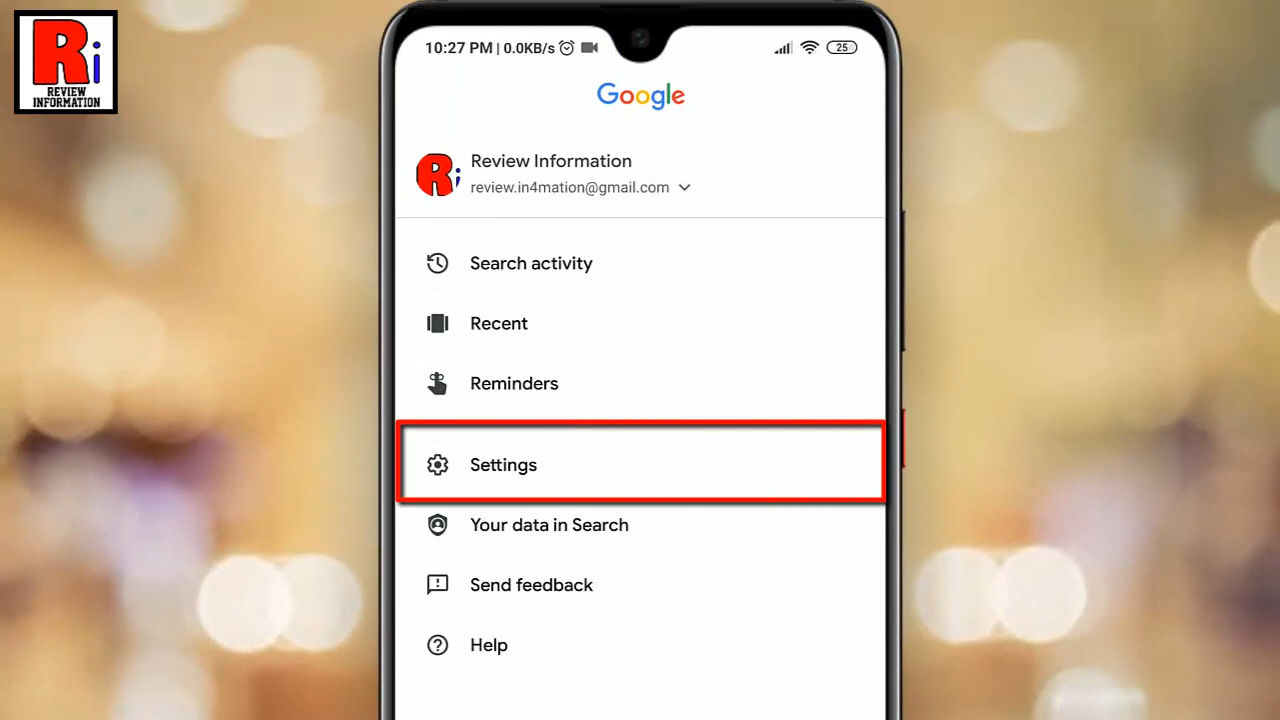 Ri
REVIEW
INFORMATION
10:27 PM | 0.0KB/s
25
Google
Review Information
review.in4mation@gmail.com
Search activity
Recent
Reminders
Settings
Your data in Search
Send feedback
Help